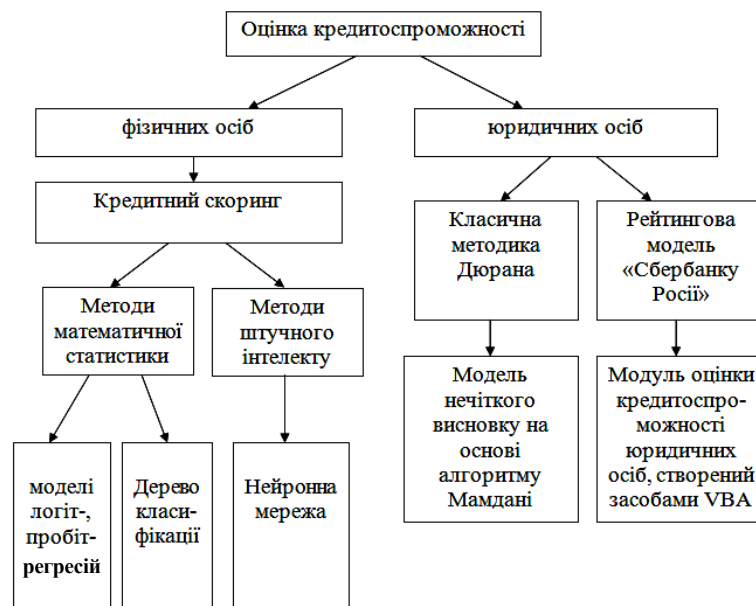 Оцінка кредитоспроможності
фізичних осіб
юридичних осіб
Кредитний скоринг
Класична
методика
Дюрана
Рейтингова
модель
«Сбербанку
Росії»
Методи
математичної
статистики
Методи
штучного
інтелекту
Модель
нечіткого
висновку на
основі
алгоритму
Мамдані
Модуль оцінки
кредитоспро-
можності
юридичних
осіб, створений
засобами VBA
моделі
логіт-,
пробіт-
регресій
Дерево
класи-
фікації
Нейронна
мережа